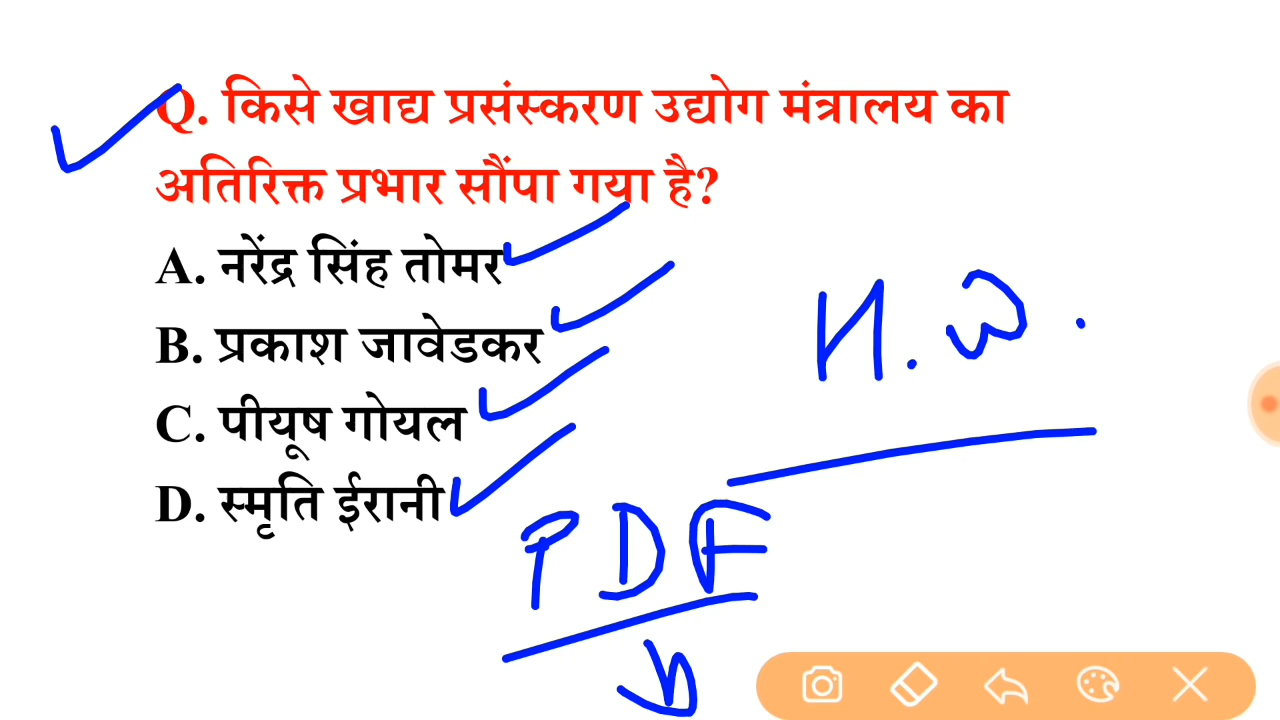 Q. किसे खाद्य प्रसंस्करण उद्योग मंत्रालय का
अतिरिक्त प्रभार सौंपा गया है?
A. नरेंद्र सिंह तोमर
B. प्रकाश जावेडकर
C. पीयूष गोयल
D. स्मृति ईरानी
H.W.
PDF